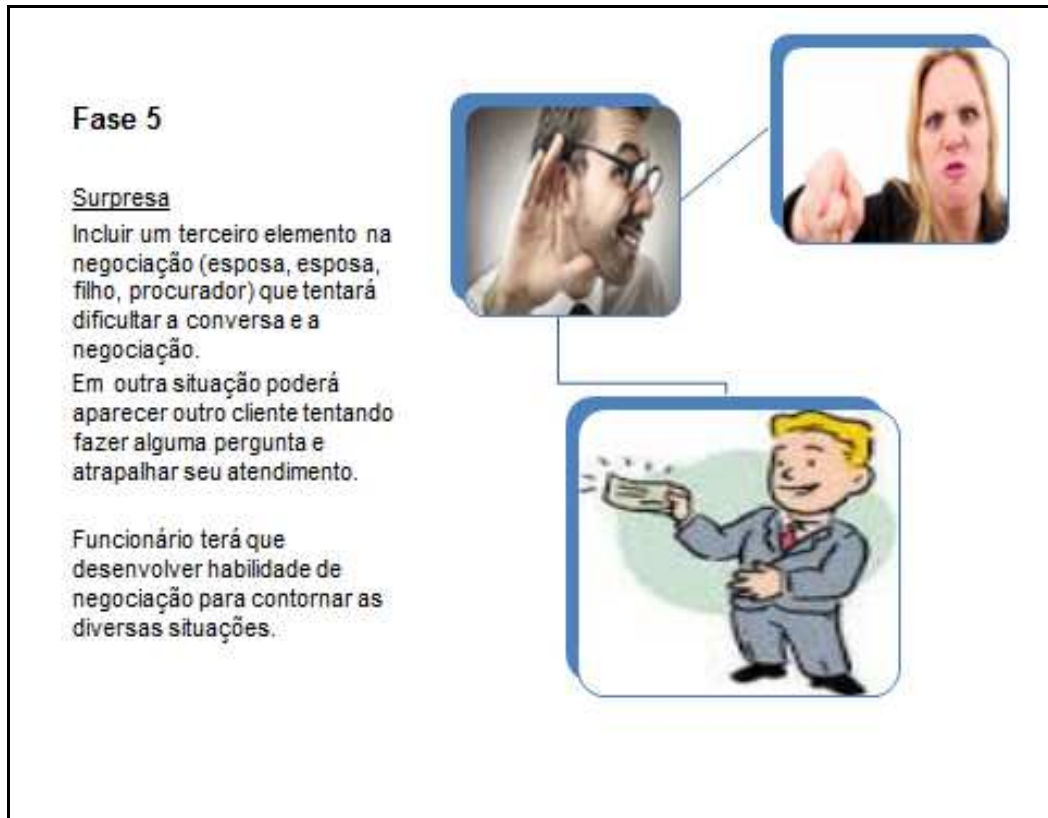 Fase 5
Surpresa
Incluir um terceiro elemento na
negociação (esposa, esposa,
filho, procurador) que tentará
dificultar a conversa e a
negociação.
Em outra situação poderá
aparecer outro cliente tentando
fazer alguma pergunta e
atrapalhar seu atendimento.
Funcionário terá que
desenvolver habilidade de
negociação para contornar as
diversas situações.